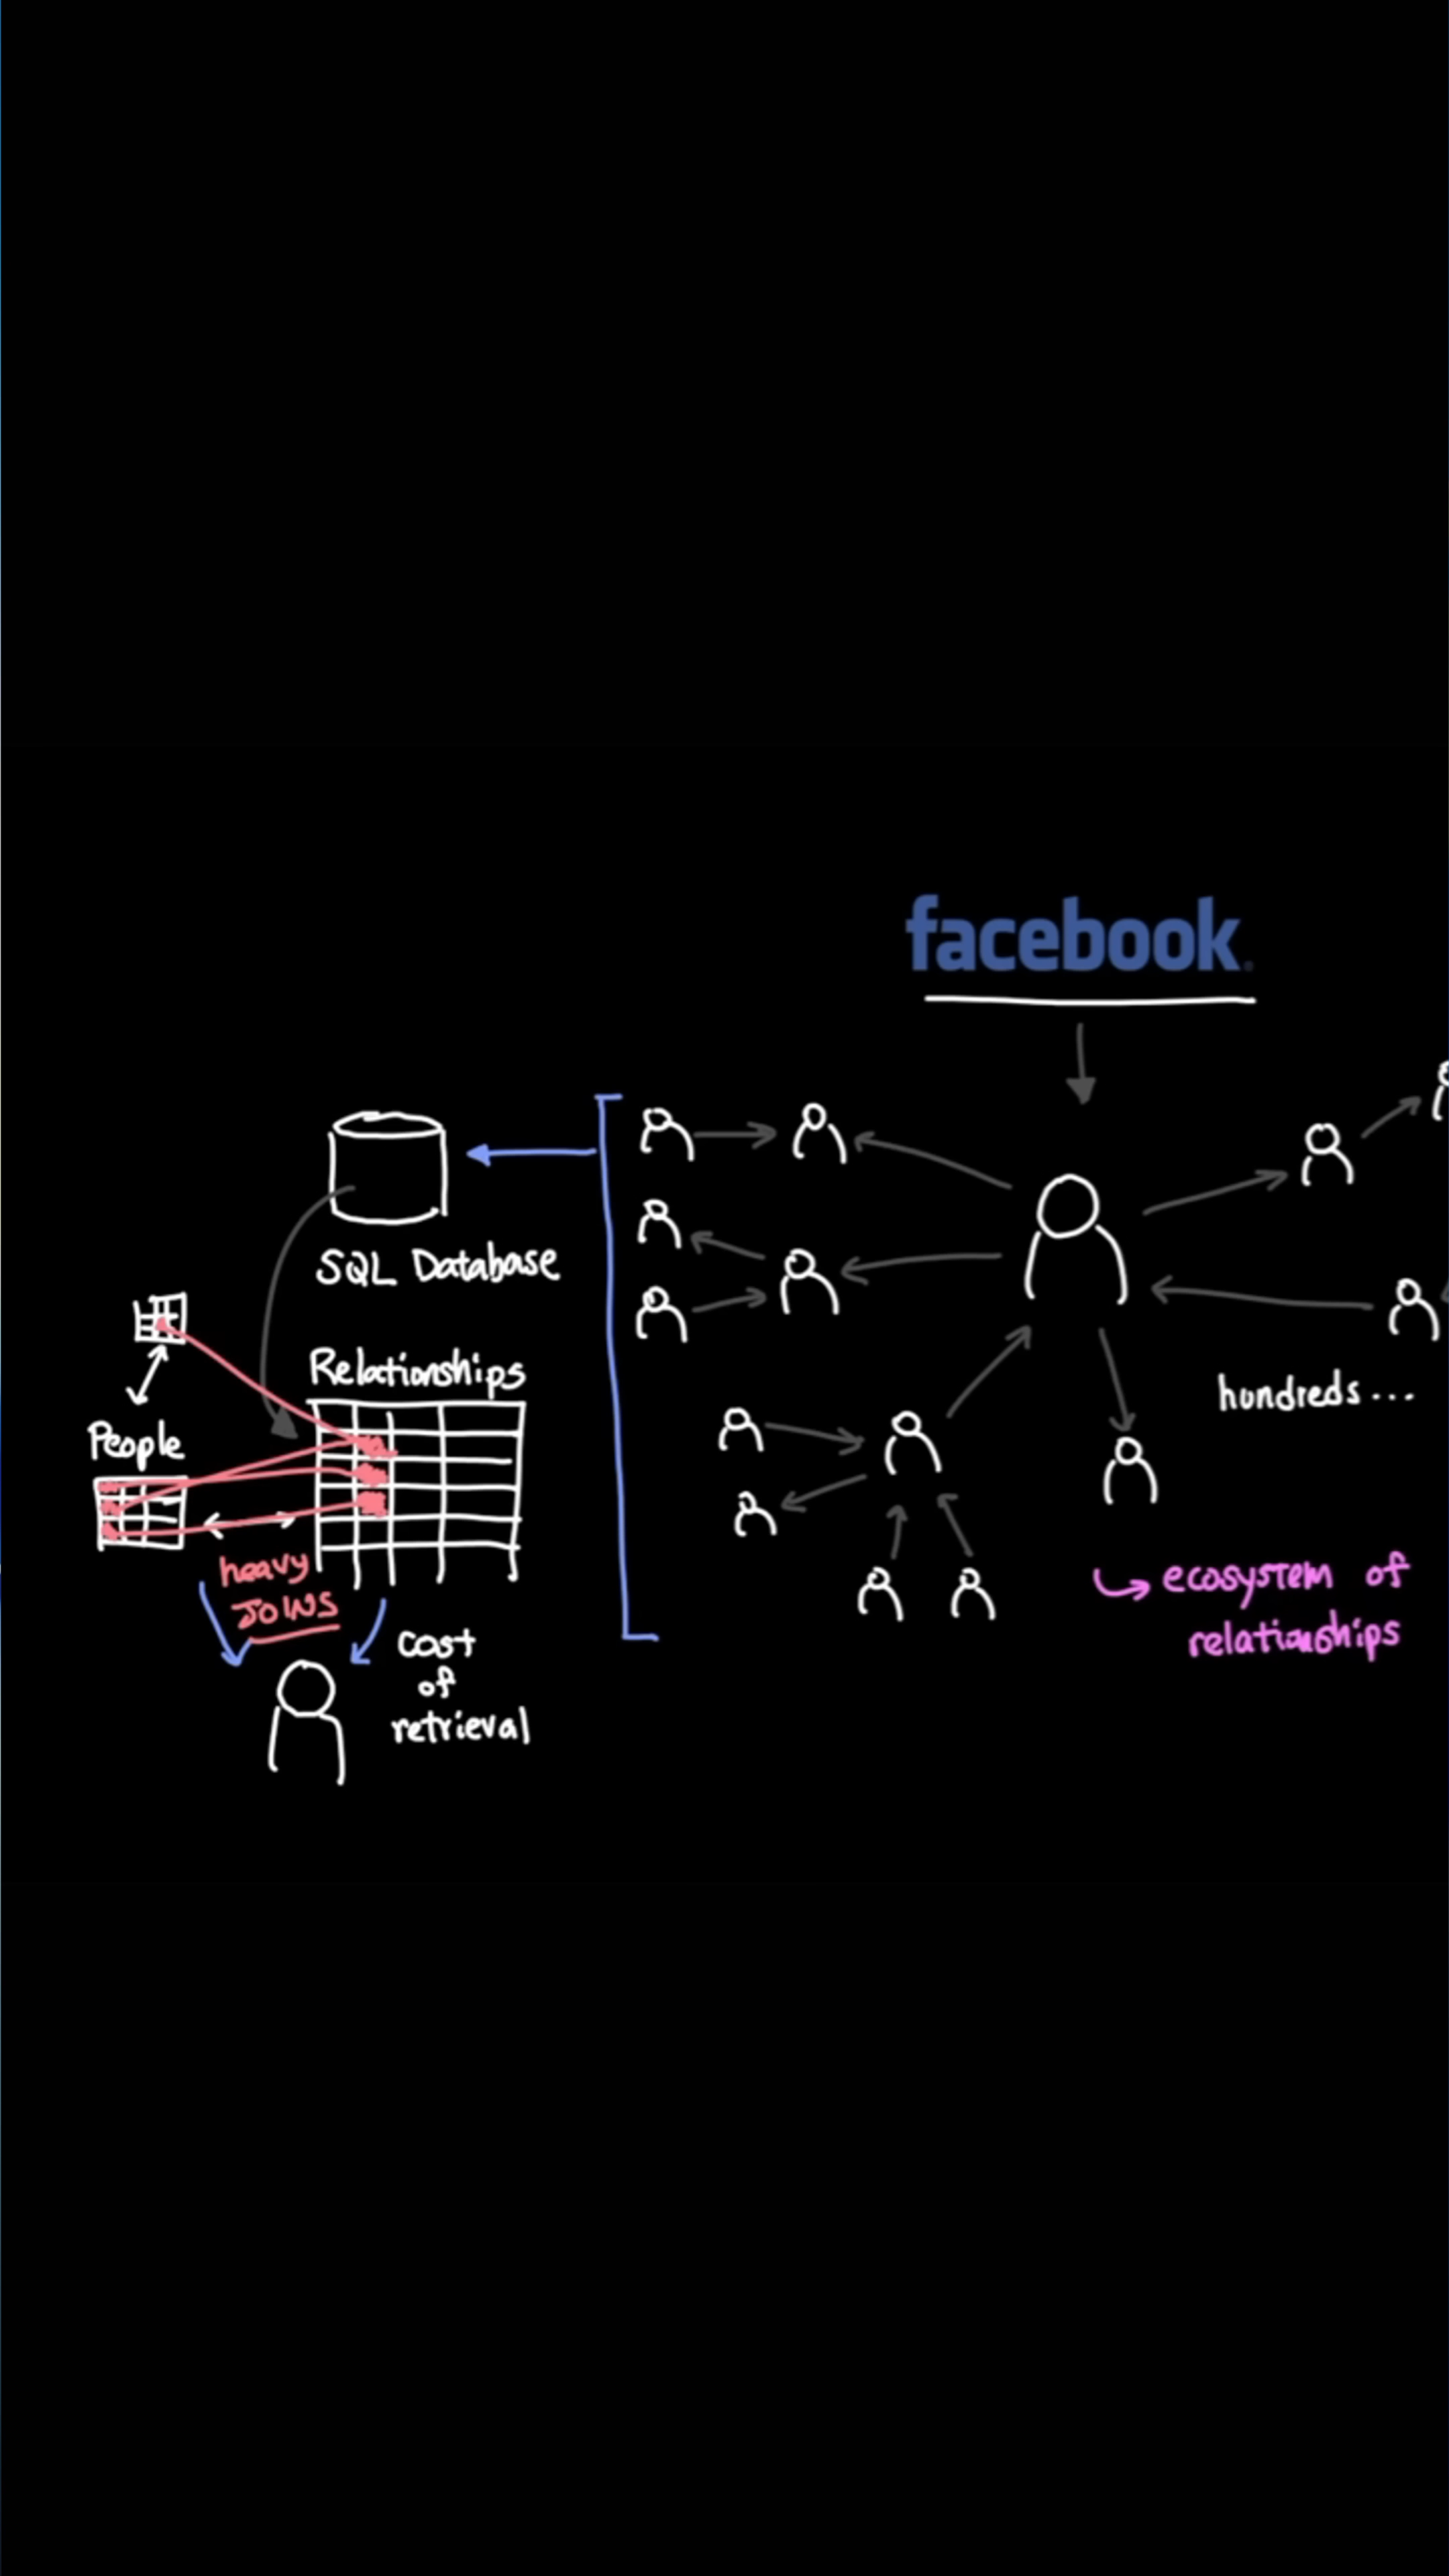 facebook.
SQL Database
Relationships
People
hundreds...
heavy
JOINS
ecosystem of
relationships
cost
of
retrieval